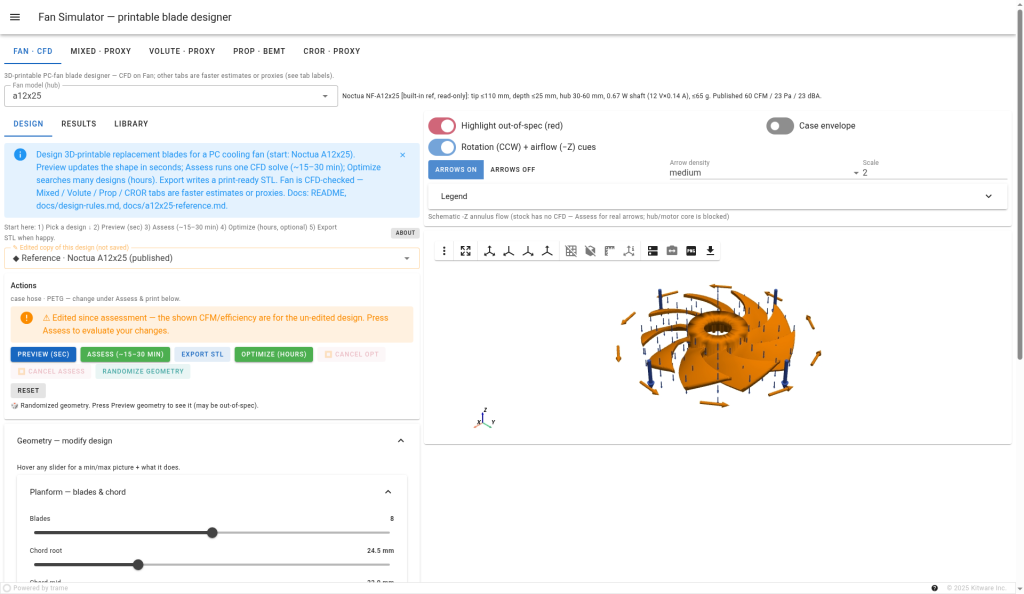 Fan Simulator — printable blade designer
FAN · CFD
MIXED · PROXY
VOLUTE · PROXY
PROP · BEMT
CROR · PROXY
3D-printable PC-fan blade designer — CFD on Fan; other tabs are faster estimates or proxies (see tab labels).
Fan model (hub)
a12x25
Noctua NF-A12x25 [built-in ref, read-only]: tip ≤110 mm, depth ≤25 mm, hub 30-60 mm, 0.67 W shaft (12 V×0.14 A), ≤65 g. Published 60 CFM / 23 Pa / 23 dBA.
DESIGN
RESULTS
LIBRARY
Design 3D-printable replacement blades for a PC cooling fan (start: Noctua A12x25).
Preview updates the shape in seconds; Assess runs one CFD solve (~15–30 min); Optimize
searches many designs (hours). Export writes a print-ready STL. Fan is CFD-checked —
Mixed / Volute / Prop / CROR tabs are faster estimates or proxies. Docs: README,
docs/design-rules.md, docs/a12x25-reference.md.
Start here: 1) Pick a design ↓ 2) Preview (sec) 3) Assess (~15–30 min) 4) Optimize (hours, optional) 5) Export
STL when happy.
ABOUT
✎ Edited copy of this design (not saved)
◆ Reference · Noctua A12x25 (published)
Actions
case hose · PETG — change under Assess & print below.
⚠ Edited since assessment — the shown CFM/efficiency are for the un-edited design. Press
Assess to evaluate your changes.
PREVIEW (SEC)
ASSESS (~15–30 MIN)
EXPORT STL
OPTIMIZE (HOURS)
CANCEL OPT
CANCEL ASSESS
RANDOMIZE GEOMETRY
RESET
🎲 Randomized geometry. Press Preview geometry to see it (may be out-of-spec).
Geometry — modify design
Hover any slider for a min/max picture + what it does.
Planform — blades & chord
Blades
8
Chord root
24.5 mm
Highlight out-of-spec (red)
Case envelope
Rotation (CCW) + airflow (−Z) cues
ARROWS ON
ARROWS OFF
Arrow density
medium
Scale
2
Legend
Schematic -Z annulus flow (stock has no CFD — Assess for real arrows; hub/motor core is blocked)
PNG
Z
X
Y
Powered by trame
© 2025 Kitware Inc.